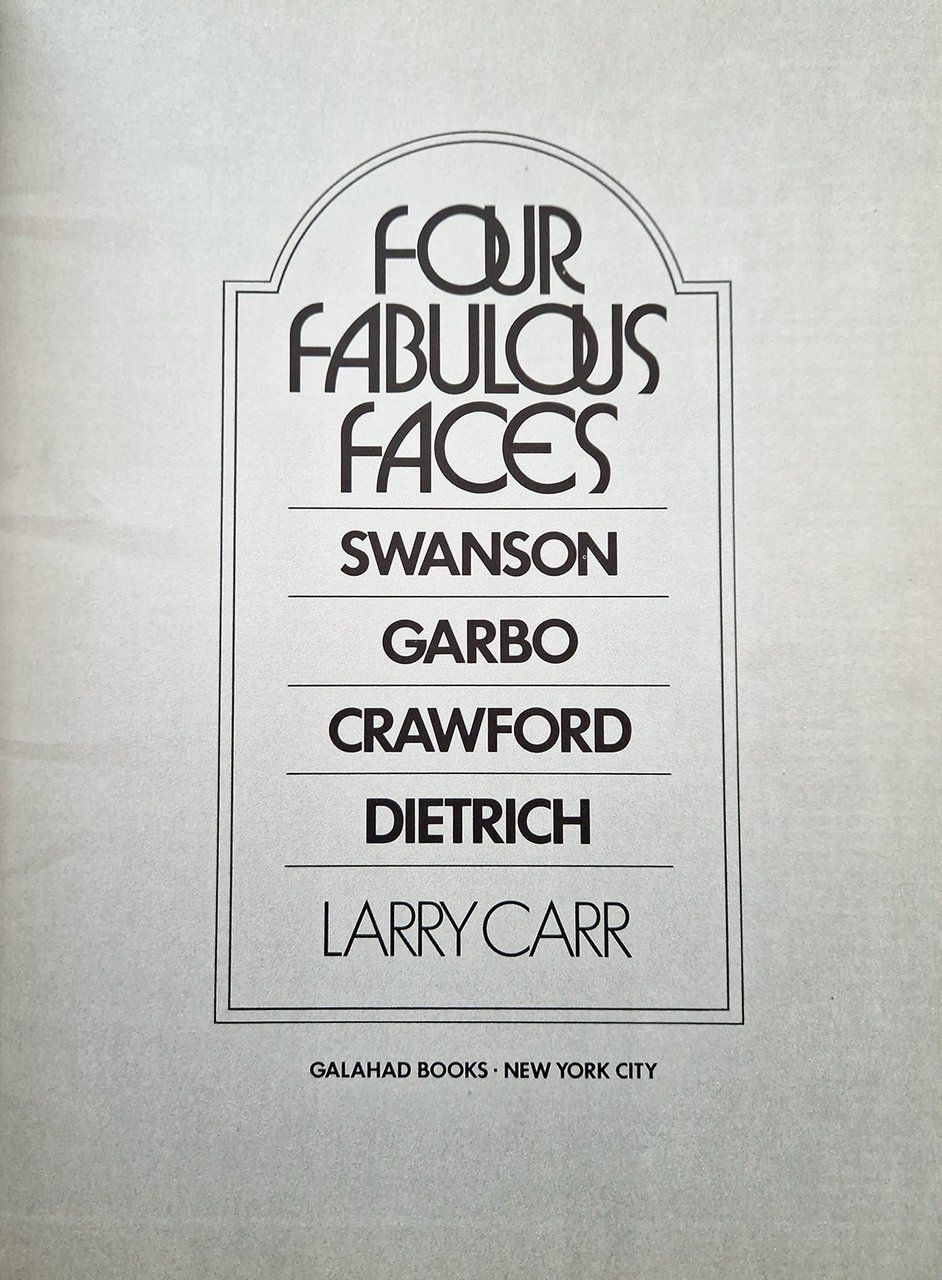 FOUR
FABULOUS
FACES
SWANSON
GARBO
CRAWFORD
DIETRICH
LARRY CARR
GALAHAD BOOKS · NEW YORK CITY